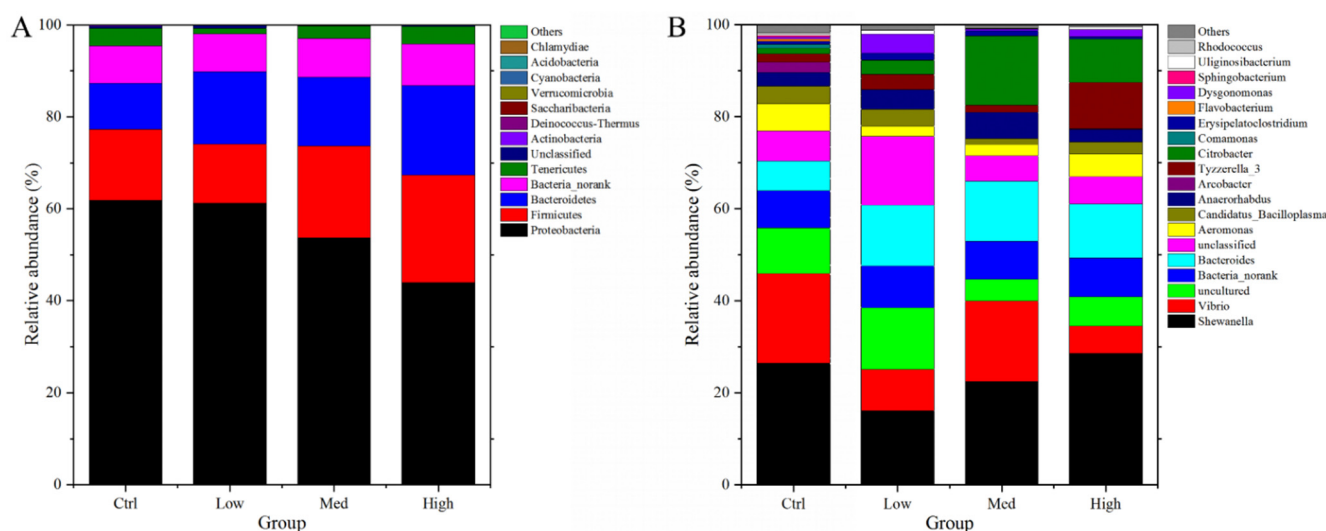 A
Relative abundance (%)
100
80
60
40
20
0
Ctrl
Low
Med
High
Group
Others
Chlamydiae
Acidobacteria
Cyanobacteria
Verrucomicrobia
Saccharibacteria
Deinococcus-Thermus
Actinobacteria
Unclassified
Tenericutes
Bacteria_norank
Bacteroidetes
Firmicutes
Proteobacteria
B
Relative abundance (%)
100
80
60
40
20
0
Ctrl
Low
Med
High
Group
Others
Rhodococcus
Uliginosibacterium
Sphingobacterium
Dysgonomonas
Flavobacterium
Erysipelatoclostridium
Comamonas
Citrobacter
Tyzzerella_3
Arcobacter
Anaerorhabdus
Candidatus_Bacilloplasma
Aeromonas
unclassified
Bacteroides
Bacteria_norank
uncultured
Vibrio
Shewanella